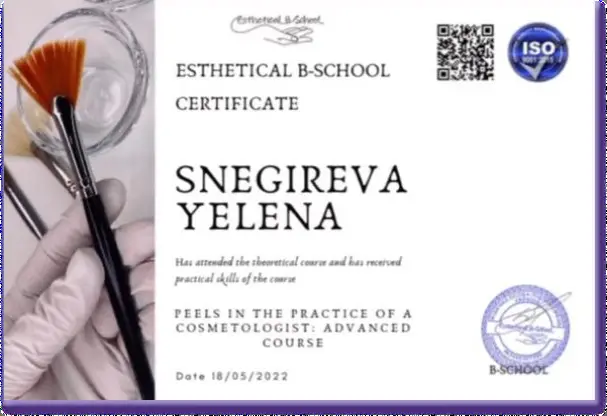 Esthetical B-School
ISO
9001:2015
ESTHETICAL B-SCHOOL
CERTIFICATE
SNEGIREVA
YELENA
Has attended the theoretical course and has received
practical skills of the course
PEELS IN THE PRACTICE OF A
COSMETOLOGIST: ADVANCED
COURSE
Date 18/05/2022
B-SCHOOL